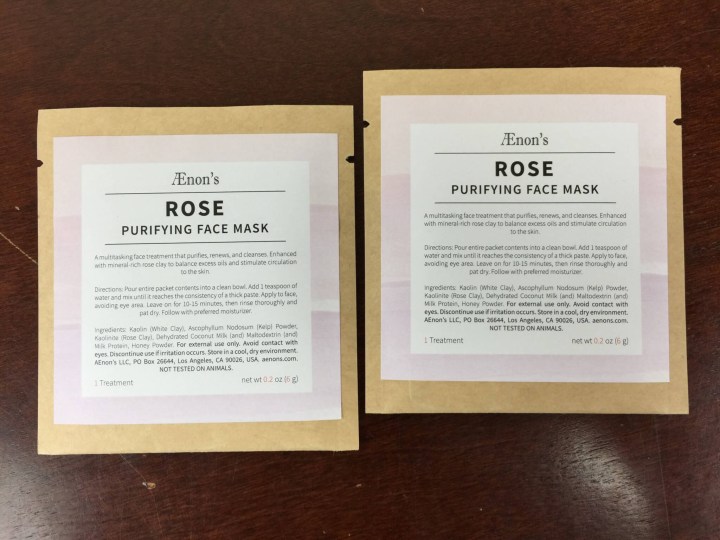 Ænon's
ROSE
PURIFYING FACE MASK
A multitasking face treatment that purifies, renews, and cleanses. Enhanced
with mineral-rich rose clay to balance excess oils and stimulate circulation
to the skin.
Directions: Pour entire packet contents into a clean bowl. Add 1 teaspoon of
water and mix until it reaches the consistency of a thick paste. Apply to face,
avoiding eye area. Leave on for 10-15 minutes, then rinse thoroughly and
pat dry. Follow with preferred moisturizer.
Ingredients: Kaolin (White Clay), Ascophyllum Nodosum (Kelp) Powder,
Kaolinite (Rose Clay), Dehydrated Coconut Milk (and) Maltodextrin (and)
Milk Protein, Honey Powder. For external use only. Avoid contact with
eyes. Discontinue use if irritation occurs. Store in a cool, dry environment.
AEnon's LLC, PO Box 26644, Los Angeles, CA 90026, USA. aenons.com.
NOT TESTED ON ANIMALS.
1 Treatment net wt 0.2 oz (6 g)
Ænon's
ROSE
PURIFYING FACE MASK
A multitasking face treatment that purifies, renews, and cleanses. Enhanced
with mineral-rich rose clay to balance excess oils and stimulate circulation
to the skin.
Directions: Pour entire packet contents into a clean bowl. Add 1 teaspoon of
water and mix until it reaches the consistency of a thick paste. Apply to face,
avoiding eye area. Leave on for 10-15 minutes, then rinse thoroughly and
pat dry. Follow with preferred moisturizer.
Ingredients: Kaolin (White Clay), Ascophyllum Nodosum (Kelp) Powder,
Kaolinite (Rose Clay), Dehydrated Coconut Milk (and) Maltodextrin (and)
Milk Protein, Honey Powder. For external use only. Avoid contact with
eyes. Discontinue use if irritation occurs. Store in a cool, dry environment.
AEnon's LLC, PO Box 26644, Los Angeles, CA 90026, USA. aenons.com.
NOT TESTED ON ANIMALS.
1 Treatment net wt 0.2 oz (6 g)